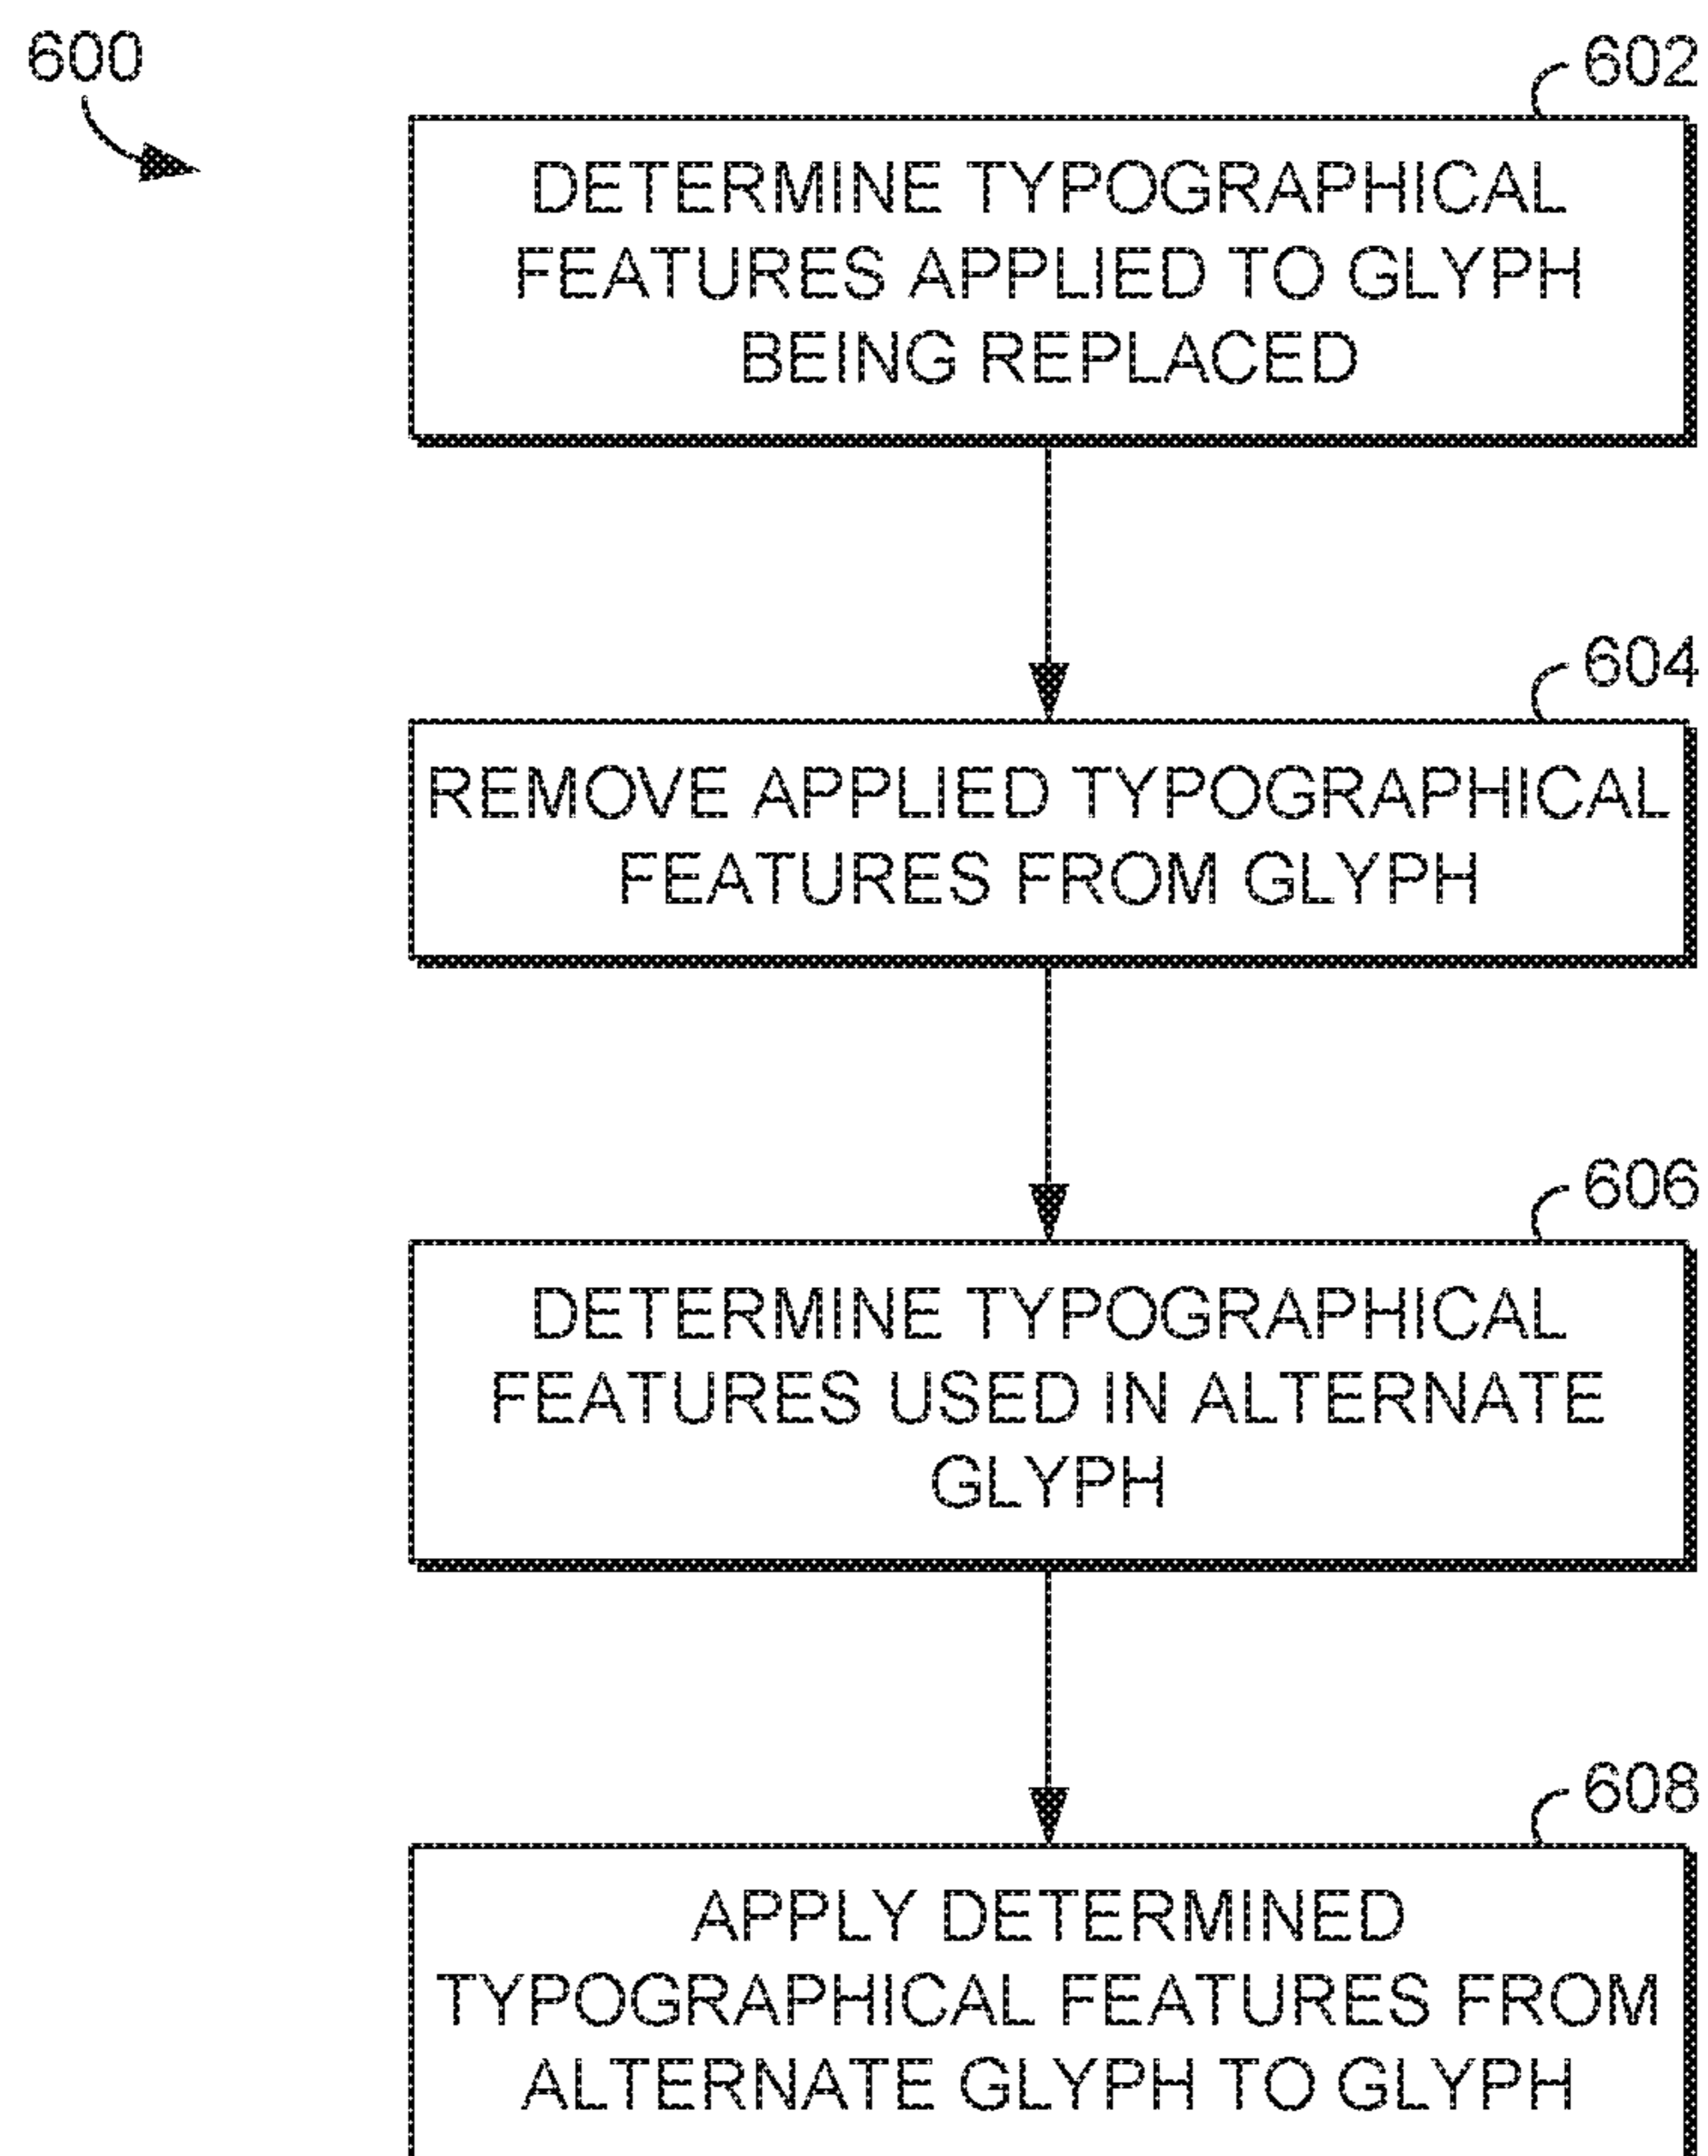 600
602
DETERMINE TYPOGRAPHICAL
FEATURES APPLIED TO GLYPH
BEING REPLACED
604
REMOVE APPLIED TYPOGRAPHICAL
FEATURES FROM GLYPH
606
DETERMINE TYPOGRAPHICAL
FEATURES USED IN ALTERNATE
GLYPH
608
APPLY DETERMINED
TYPOGRAPHICAL FEATURES FROM
ALTERNATE GLYPH TO GLYPH